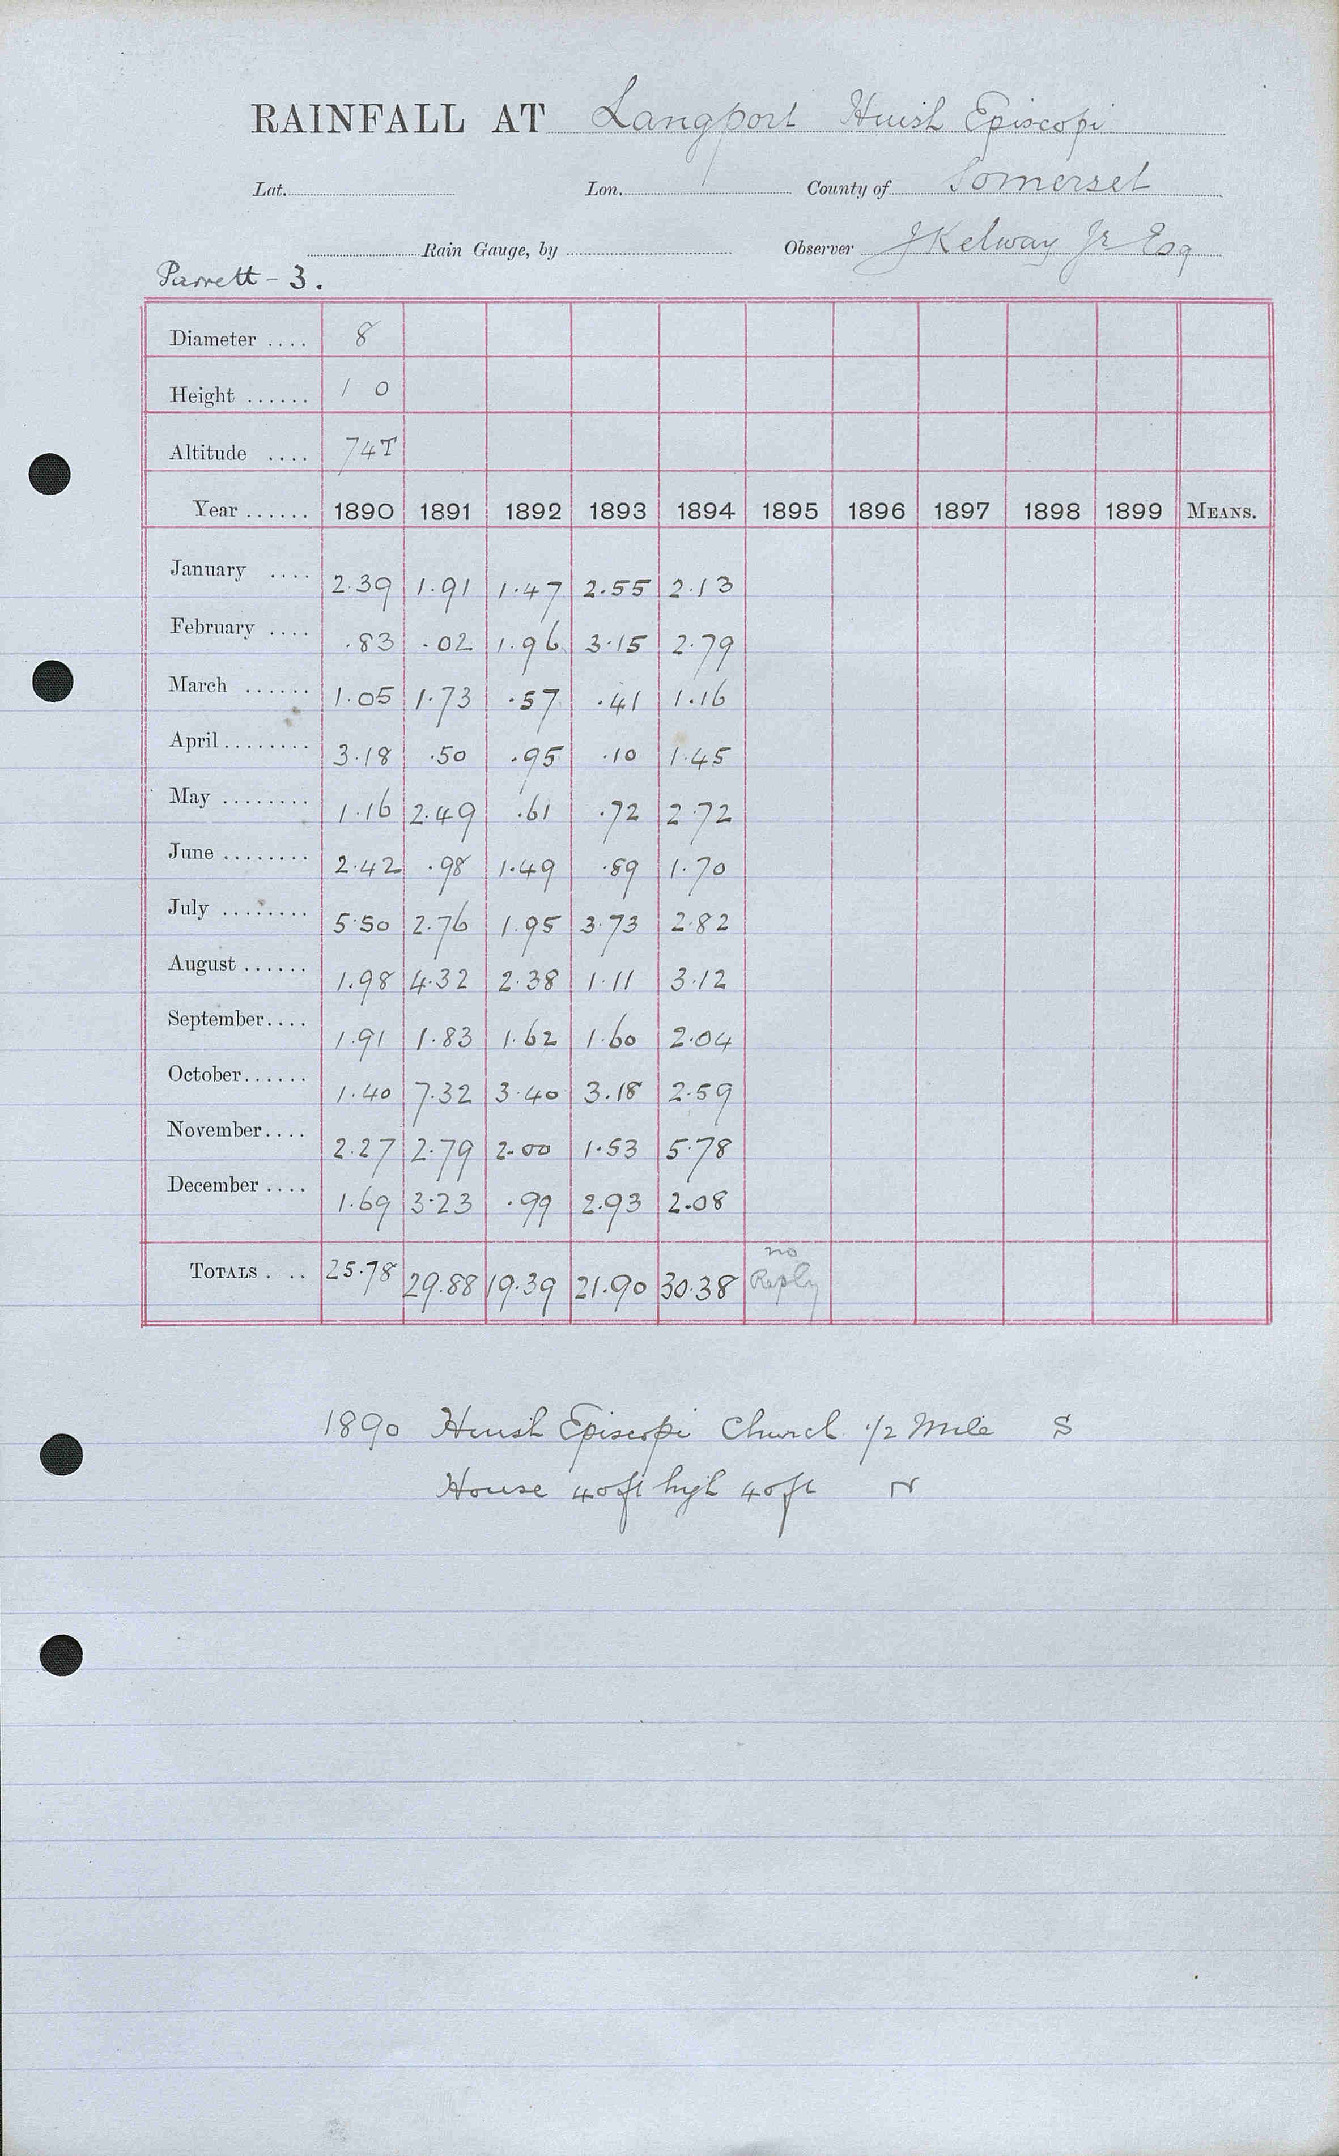 RAINFALL AT Langport Huish Episcopi
Lat. Lon. County of Somerset
Rain Gauge, by Observer J Kelway Jr Esq
Parrett - 3.
Diameter .... 8
Height ...... 1 0
Altitude .... 74T
Year ...... 1890 1891 1892 1893 1894 1895 1896 1897 1898 1899 MEANS.
January .... 2.39 1.91 1.47 2.55 2.13
February .... .83 .02 1.96 3.15 2.79
March ...... 1.05 1.73 .57 .41 1.16
April ........ 3.18 .50 .95 .10 1.45
May ........ 1.16 2.49 .61 .72 2.72
June ........ 2.42 .98 1.49 .89 1.70
July ........ 5.50 2.76 1.95 3.73 2.82
August ...... 1.98 4.32 2.38 1.11 3.12
September.... 1.91 1.83 1.62 1.60 2.04
October...... 1.40 7.32 3.40 3.18 2.59
November.... 2.27 2.79 2.00 1.53 5.78
December .... 1.69 3.23 .99 2.93 2.08
TOTALS . .. 25.78 29.88 19.39 21.90 30.38 no Reply
1890 Huish Episcopi Church 1/2 Mile S
House 40ft high 40ft N